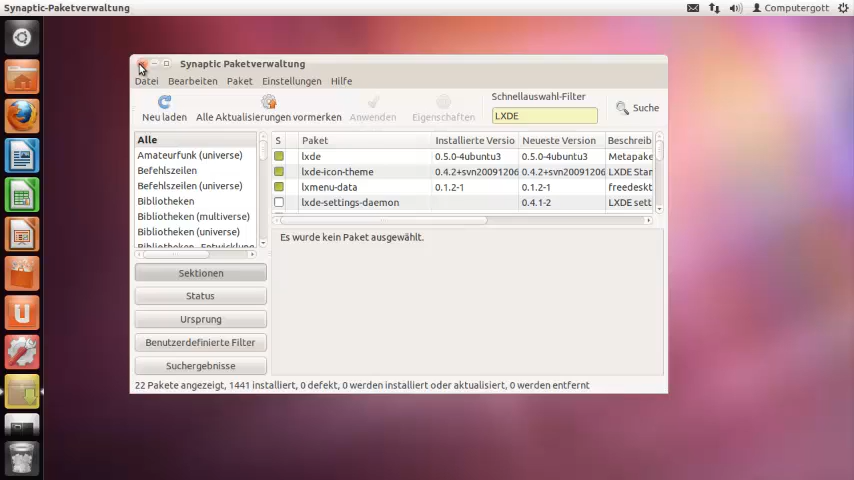 Synaptic-Paketverwaltung
Computergott
Synaptic Paketverwaltung
Datei Bearbeiten Paket Einstellungen Hilfe
Schnellauswahl-Filter
Neu laden Alle Aktualisierungen vormerken Anwenden Eigenschaften LXDE Suche
Alle
Amateurfunk (universe)
Befehlszeilen
Befehlszeilen (universe)
Bibliotheken
Bibliotheken (multiverse)
Bibliotheken (universe)
Bibliotheken - Entwicklung
S Paket Installierte Versio Neueste Version Beschreib
lxde 0.5.0-4ubuntu3 0.5.0-4ubuntu3 Metapake
lxde-icon-theme 0.4.2+svn20091206 0.4.2+svn20091206 LXDE Stan
lxmenu-data 0.1.2-1 0.1.2-1 freedeskt
lxde-settings-daemon 0.4.1-2 LXDE sett
Es wurde kein Paket ausgewählt.
Sektionen
Status
Ursprung
Benutzerdefinierte Filter
Suchergebnisse
22 Pakete angezeigt, 1441 installiert, 0 defekt, 0 werden installiert oder aktualisiert, 0 werden entfernt